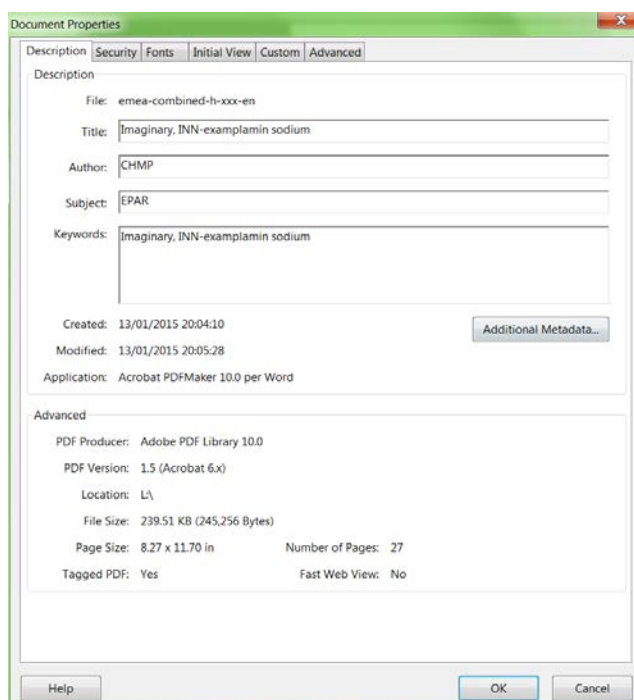 Document Properties
Description Security Fonts Initial View Custom Advanced
Description
File: emea-combined-h-xxx-en
Title: Imaginary, INN-examplamin sodium
Author: CHMP
Subject: EPAR
Keywords: Imaginary, INN-examplamin sodium
Created: 13/01/2015 20:04:10
Additional Metadata...
Modified: 13/01/2015 20:05:28
Application: Acrobat PDFMaker 10.0 per Word
Advanced
PDF Producer: Adobe PDF Library 10.0
PDF Version: 1.5 (Acrobat 6.x)
Location: L:\
File Size: 239.51 KB (245,256 Bytes)
Page Size: 8.27 x 11.70 in Number of Pages: 27
Tagged PDF: Yes Fast Web View: No
Help OK Cancel